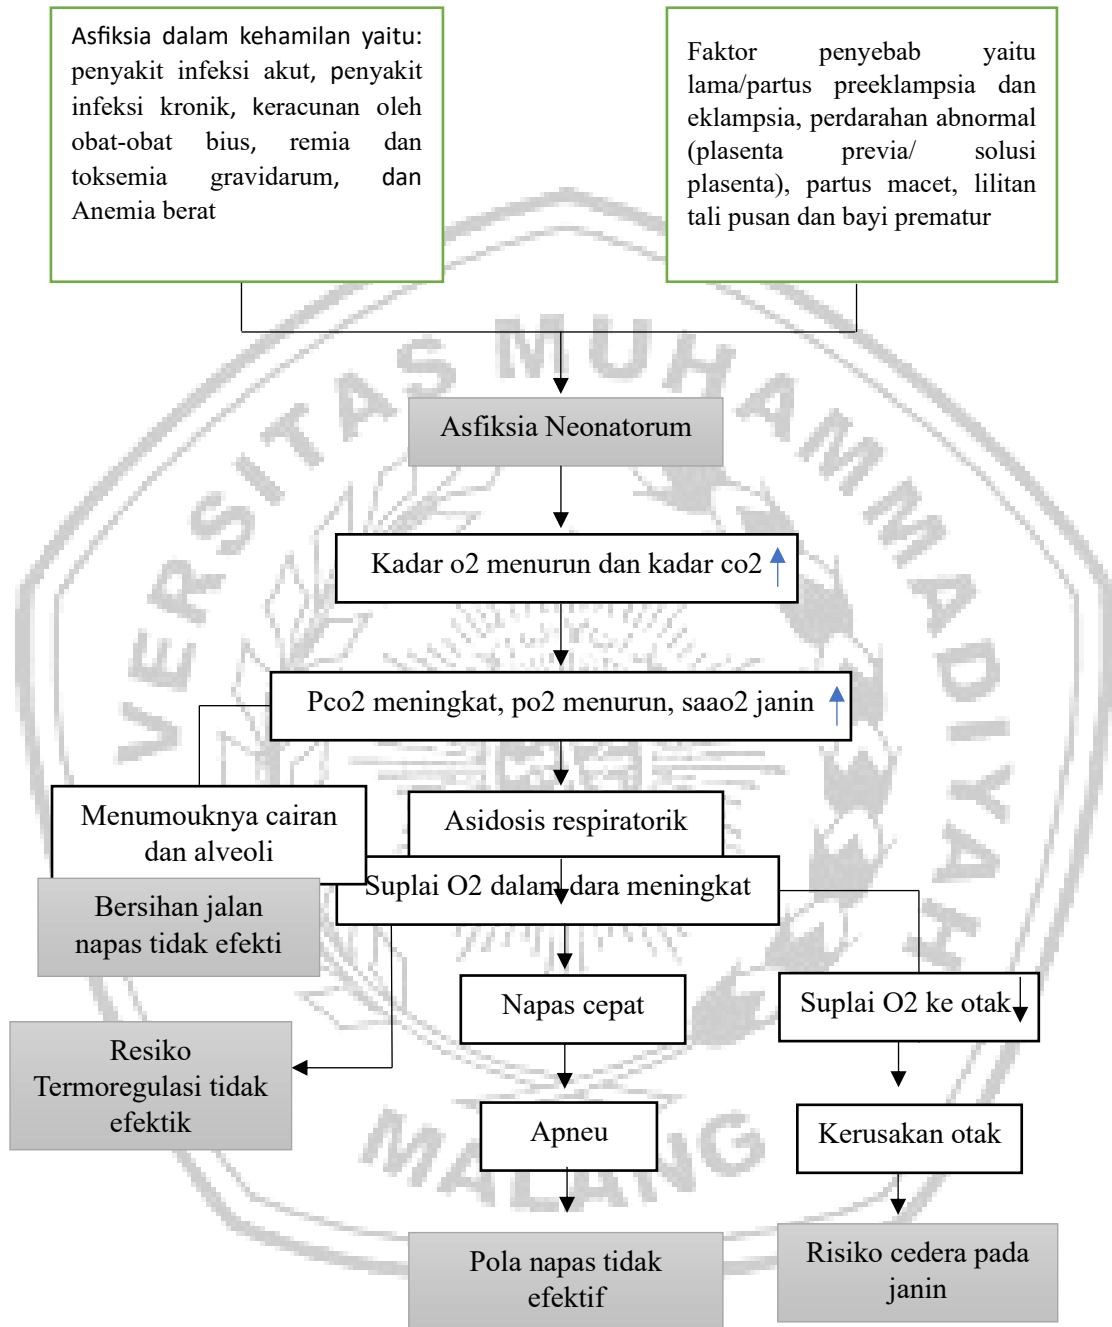 Asfiksia dalam kehamilan yaitu:
penyakit infeksi akut, penyakit
infeksi kronik, keracunan oleh
obat-obat bius, remia dan
toksemia gravidarum, dan
Anemia berat
Faktor penyebab yaitu
lama/partus preeklampsia dan
eklampsia, perdarahan abnormal
(plasenta previa/ solusi
plasenta), partus macet, lilitan
tali pusan dan bayi prematur
Asfiksia Neonatorum
Kadar o2 menurun dan kadar co2
Pco2 meningkat, po2 menurun, saao2 janin
Menumouknya cairan
dan alveoli
Asidosis respiratorik
Suplai O2 dalam dara meningkat
Bersihan jalan
napas tidak efekti
Napas cepat
Suplai O2 ke otak
Resiko
Termoregulasi tidak
efektik
Apneu
Kerusakan otak
Pola napas tidak
efektif
Risiko cedera pada
janin
VERSITAS MUHAMMADIYAH
MALANG